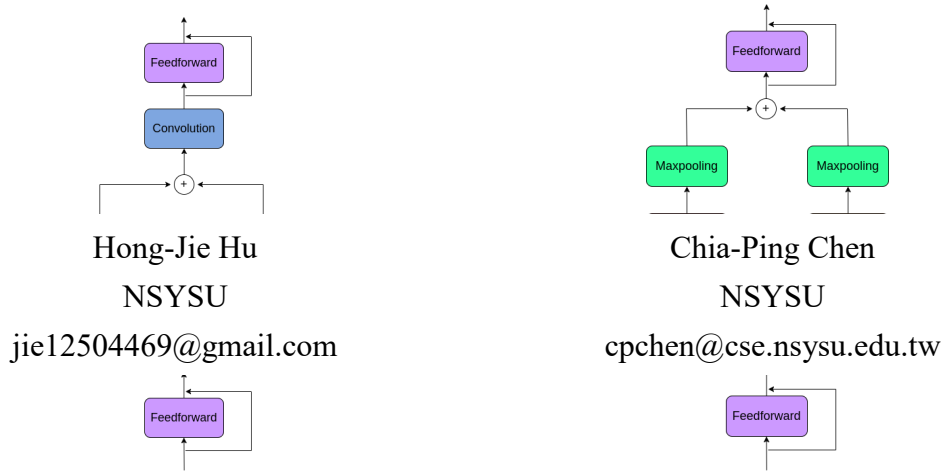 Feedforward
Feedforward
Convolution
+
+
Maxpooling
Maxpooling
Hong-Jie Hu
Chia-Ping Chen
NSYSU
NSYSU
jie12504469@gmail.com
cpchen@cse.nsysu.edu.tw
Feedforward
Feedforward